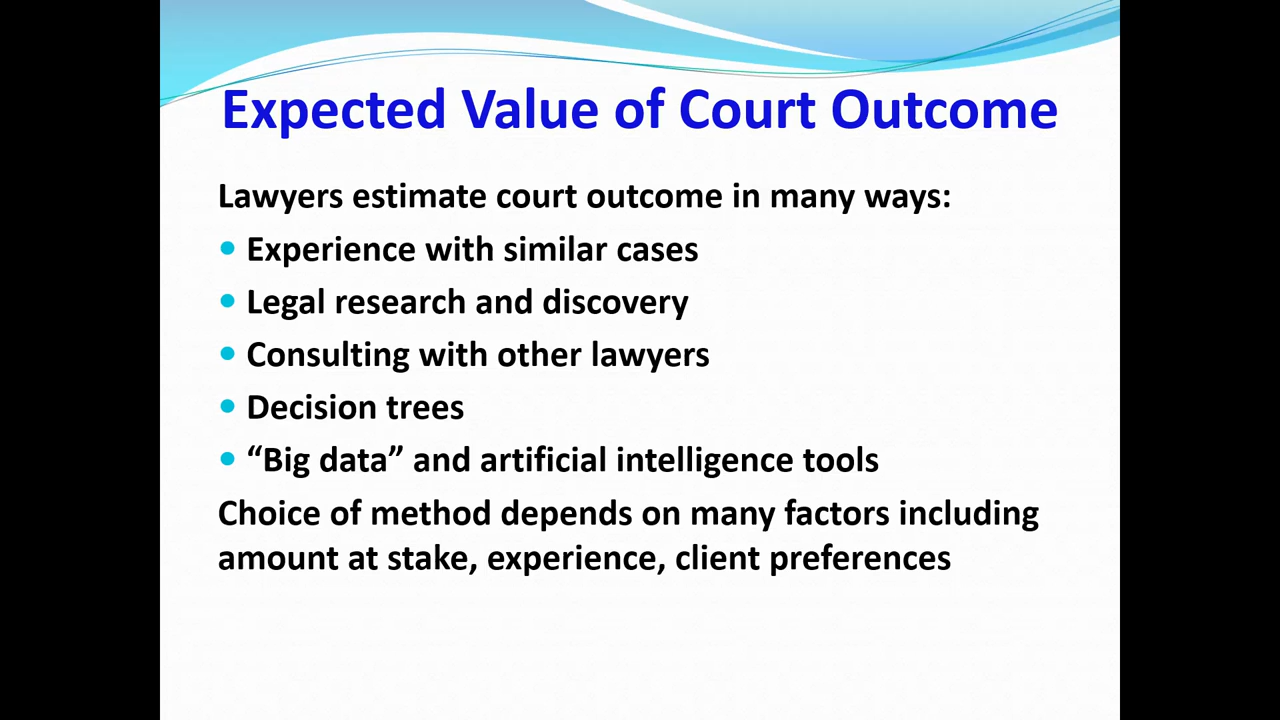 Expected Value of Court Outcome
Lawyers estimate court outcome in many ways:
• Experience with similar cases
• Legal research and discovery
• Consulting with other lawyers
• Decision trees
• “Big data” and artificial intelligence tools
Choice of method depends on many factors including
amount at stake, experience, client preferences